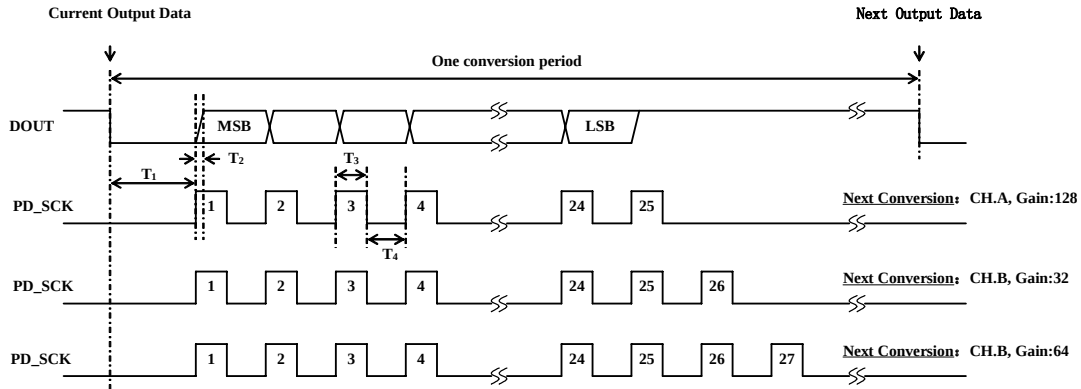 Current Output Data
Next Output Data
One conversion period
DOUT
MSB
LSB
T2
T3
T1
PD_SCK
1
2
3
4
24
25
Next Conversion: CH.A, Gain:128
T4
PD_SCK
1
2
3
4
24
25
26
Next Conversion: CH.B, Gain:32
PD_SCK
1
2
3
4
24
25
26
27
Next Conversion: CH.B, Gain:64